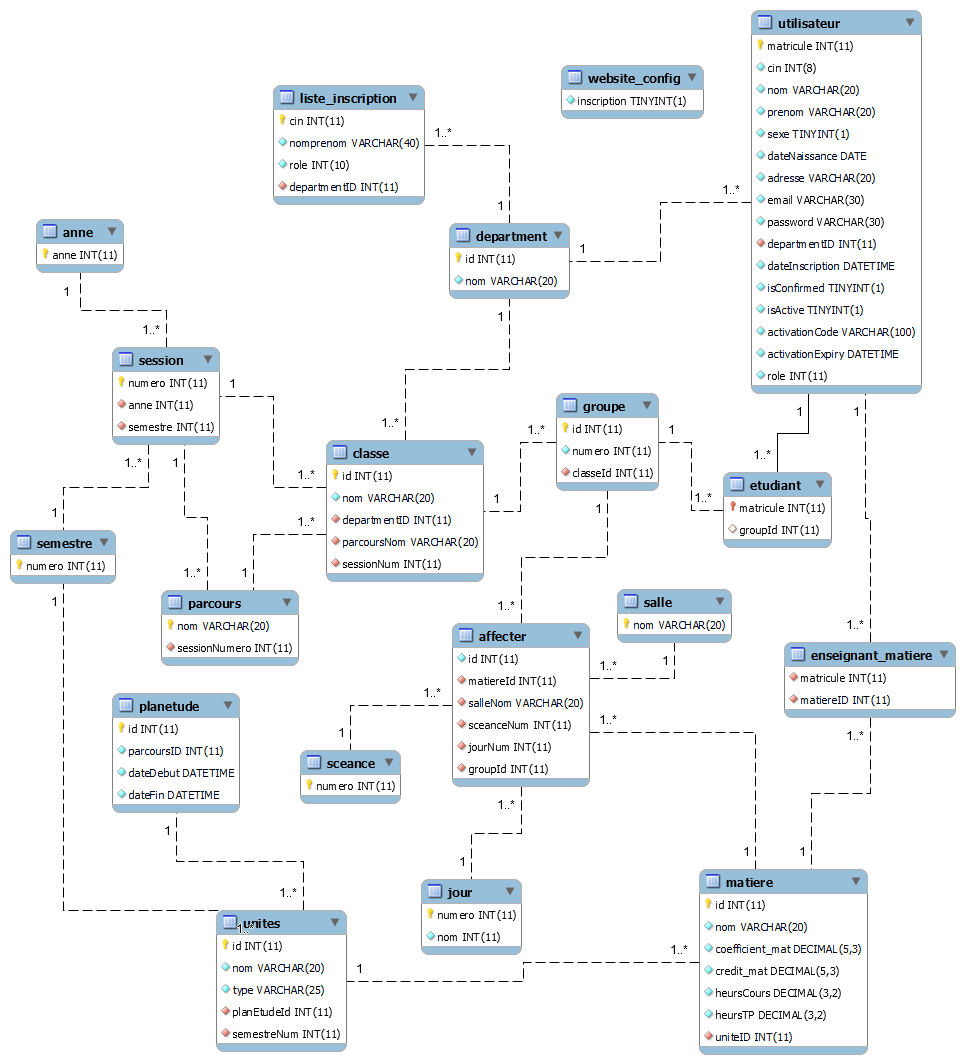 utilisateur
matricule INT(11)
cin INT(8)
nom VARCHAR(20)
prenom VARCHAR(20)
sexe TINYINT(1)
dateNaissance DATE
adresse VARCHAR(20)
email VARCHAR(30)
password VARCHAR(30)
departmentID INT(11)
dateInscription DATETIME
isConfirmed TINYINT(1)
isActive TINYINT(1)
activationCode VARCHAR(100)
activationExpiry DATETIME
role INT(11)
website_config
inscription TINYINT(1)
liste_inscription
cin INT(11)
nomprenom VARCHAR(40)
role INT(10)
departmentID INT(11)
1..*
1
1..*
1
department
id INT(11)
nom VARCHAR(20)
1
anne
anne INT(11)
1
1..*
session
numero INT(11)
anne INT(11)
semestre INT(11)
1
1..*
1
1..*
1..*
classe
id INT(11)
nom VARCHAR(20)
departmentID INT(11)
parcoursNom VARCHAR(20)
sessionNum INT(11)
1..*
1
1..*
1
groupe
id INT(11)
numero INT(11)
classeId INT(11)
1
1..*
1
1
1
1..*
etudiant
matricule INT(11)
groupId INT(11)
1
semestre
numero INT(11)
1
1..*
parcours
nom VARCHAR(20)
sessionNumero INT(11)
salle
nom VARCHAR(20)
1
1..*
1..*
affecter
id INT(11)
matiereId INT(11)
salleNom VARCHAR(20)
sceanceNum INT(11)
jourNum INT(11)
groupId INT(11)
1..*
1..*
1..*
1..*
enseignant_matiere
matricule INT(11)
matiereID INT(11)
1..*
planetude
id INT(11)
parcoursID INT(11)
dateDebut DATETIME
dateFin DATETIME
1
1..*
1
sceance
numero INT(11)
1
jour
numero INT(11)
nom INT(11)
1
1
matiere
id INT(11)
nom VARCHAR(20)
coefficient_mat DECIMAL(5,3)
credit_mat DECIMAL(5,3)
heursCours DECIMAL(3,2)
heursTP DECIMAL(3,2)
uniteID INT(11)
1..*
1
unites
id INT(11)
nom VARCHAR(20)
type VARCHAR(25)
planEtudeId INT(11)
semestreNum INT(11)